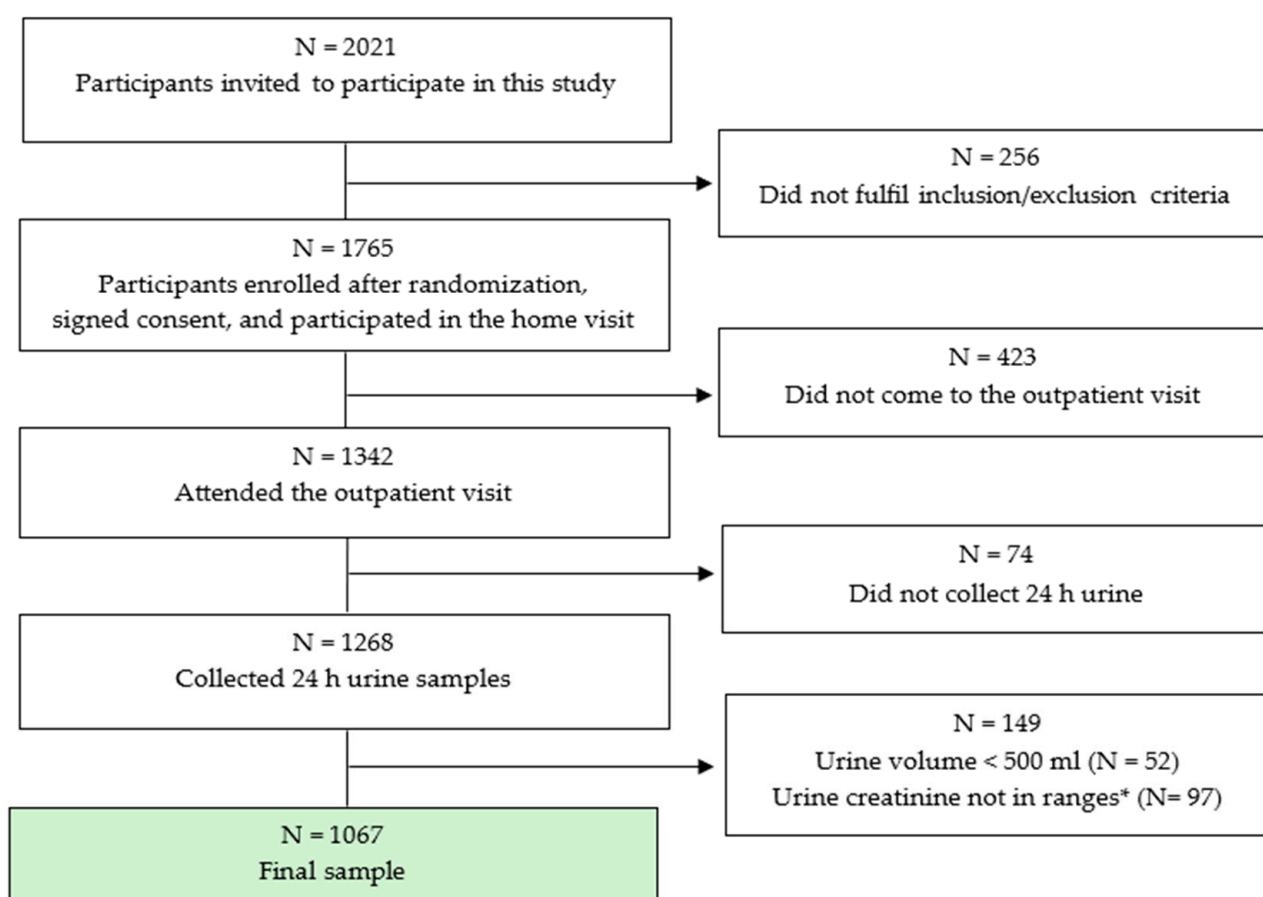 N = 2021
Participants invited to participate in this study
N = 256
Did not fulfil inclusion/exclusion criteria
N = 1765
Participants enrolled after randomization,
signed consent, and participated in the home visit
N = 423
Did not come to the outpatient visit
N = 1342
Attended the outpatient visit
N = 74
Did not collect 24 h urine
N = 1268
Collected 24 h urine samples
N = 149
Urine volume < 500 ml (N = 52)
Urine creatinine not in ranges* (N= 97)
N = 1067
Final sample